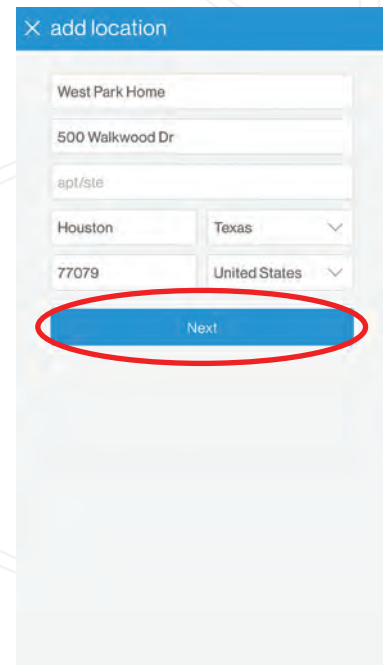 × add location
West Park Home
500 Walkwood Dr
apt/ste
Houston Texas
77079 United States
Next